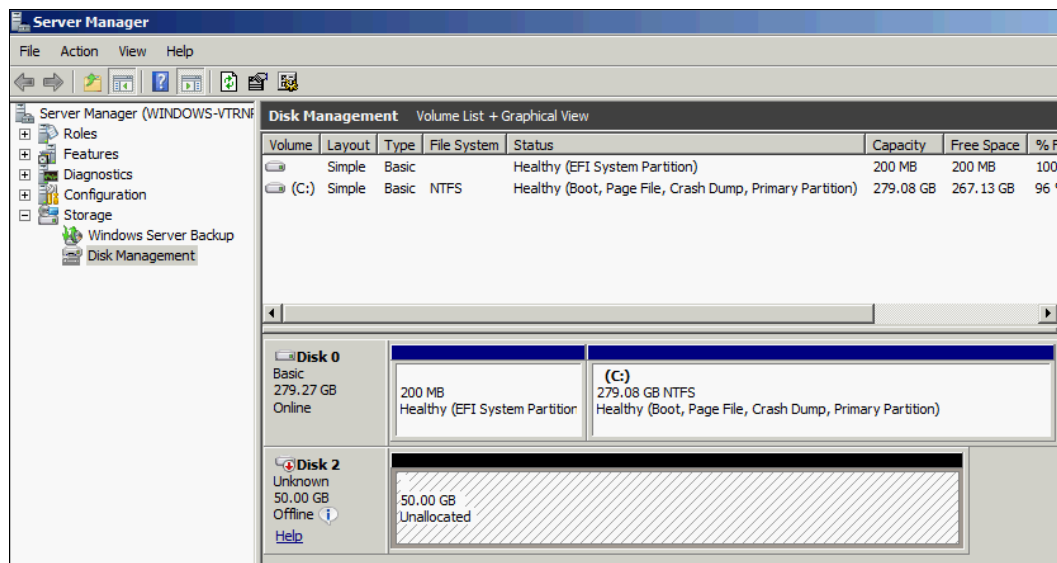 Server Manager
File Action View Help
Server Manager (WINDOWS-VTRNF
Roles
Features
Diagnostics
Configuration
Storage
Windows Server Backup
Disk Management
Disk Management Volume List + Graphical View
Volume Layout Type File System Status Capacity Free Space % F
Simple Basic Healthy (EFI System Partition) 200 MB 200 MB 100
(C:) Simple Basic NTFS Healthy (Boot, Page File, Crash Dump, Primary Partition) 279.08 GB 267.13 GB 96 %
Disk 0
Basic
279.27 GB
Online
200 MB
Healthy (EFI System Partition
(C:)
279.08 GB NTFS
Healthy (Boot, Page File, Crash Dump, Primary Partition)
Disk 2
Unknown
50.00 GB
Offline
Help
50.00 GB
Unallocated